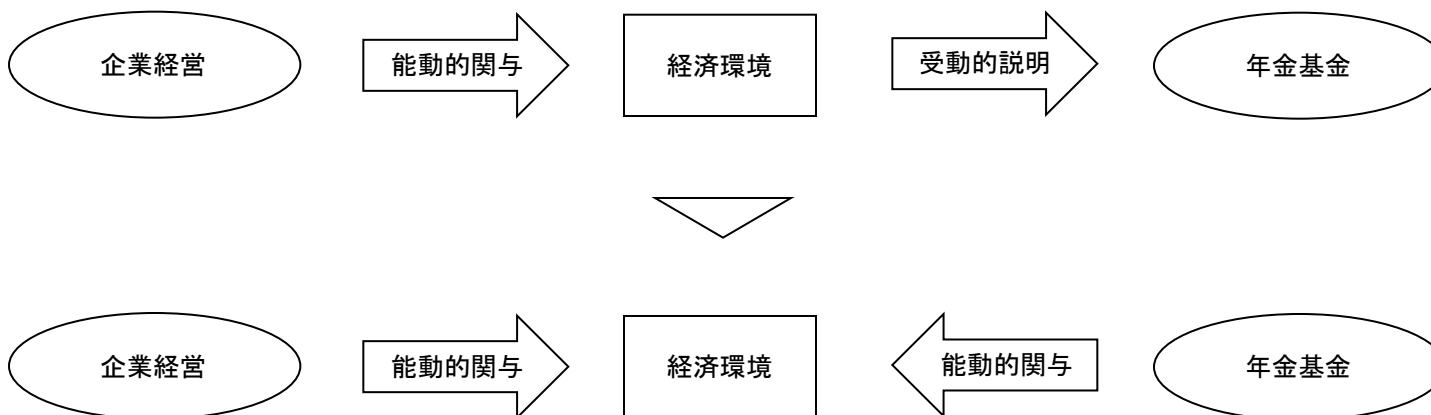 企業経営
能動的関与
経済環境
受動的説明
年金基金
企業経営
能動的関与
経済環境
能動的関与
年金基金